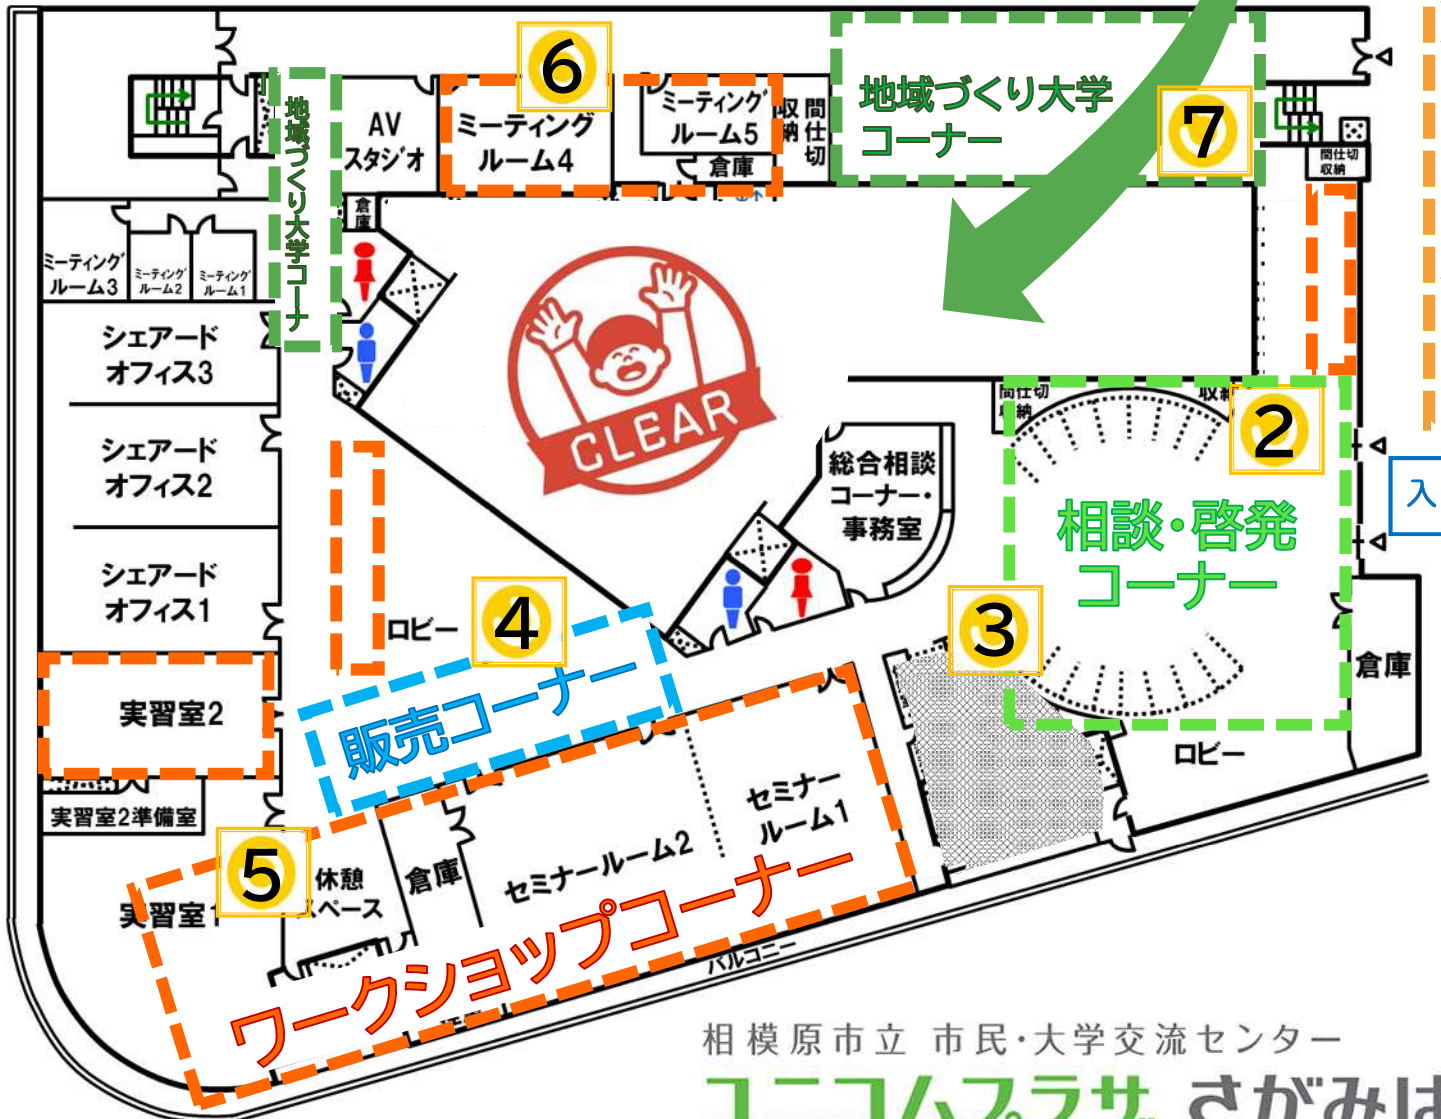 ⑥
地域づくり大学
コーナー
⑦
地域づくり大学コーナー
AV
スタジオ
ミーティング
ルーム4
ミーティング
ルーム5
倉庫
間仕切
収納
間仕切
収納
倉庫
ミーティング
ルーム3
ミーティング
ルーム2
ミーティング
ルーム1
シェアード
オフィス3
シェアード
オフィス2
シェアード
オフィス1
CLEAR
間仕切
収納
収納
②
総合相談
コーナー・
事務室
相談・啓発
コーナー
入
③
④
ロビー
販売コーナー
倉庫
ロビー
実習室2
実習室2準備室
⑤
休憩
スペース
実習室1
倉庫
セミナールーム2
セミナー
ルーム1
ワークショップコーナー
バルコニー
相模原市立 市民・大学交流センター
ユニコムプラザ さがみは